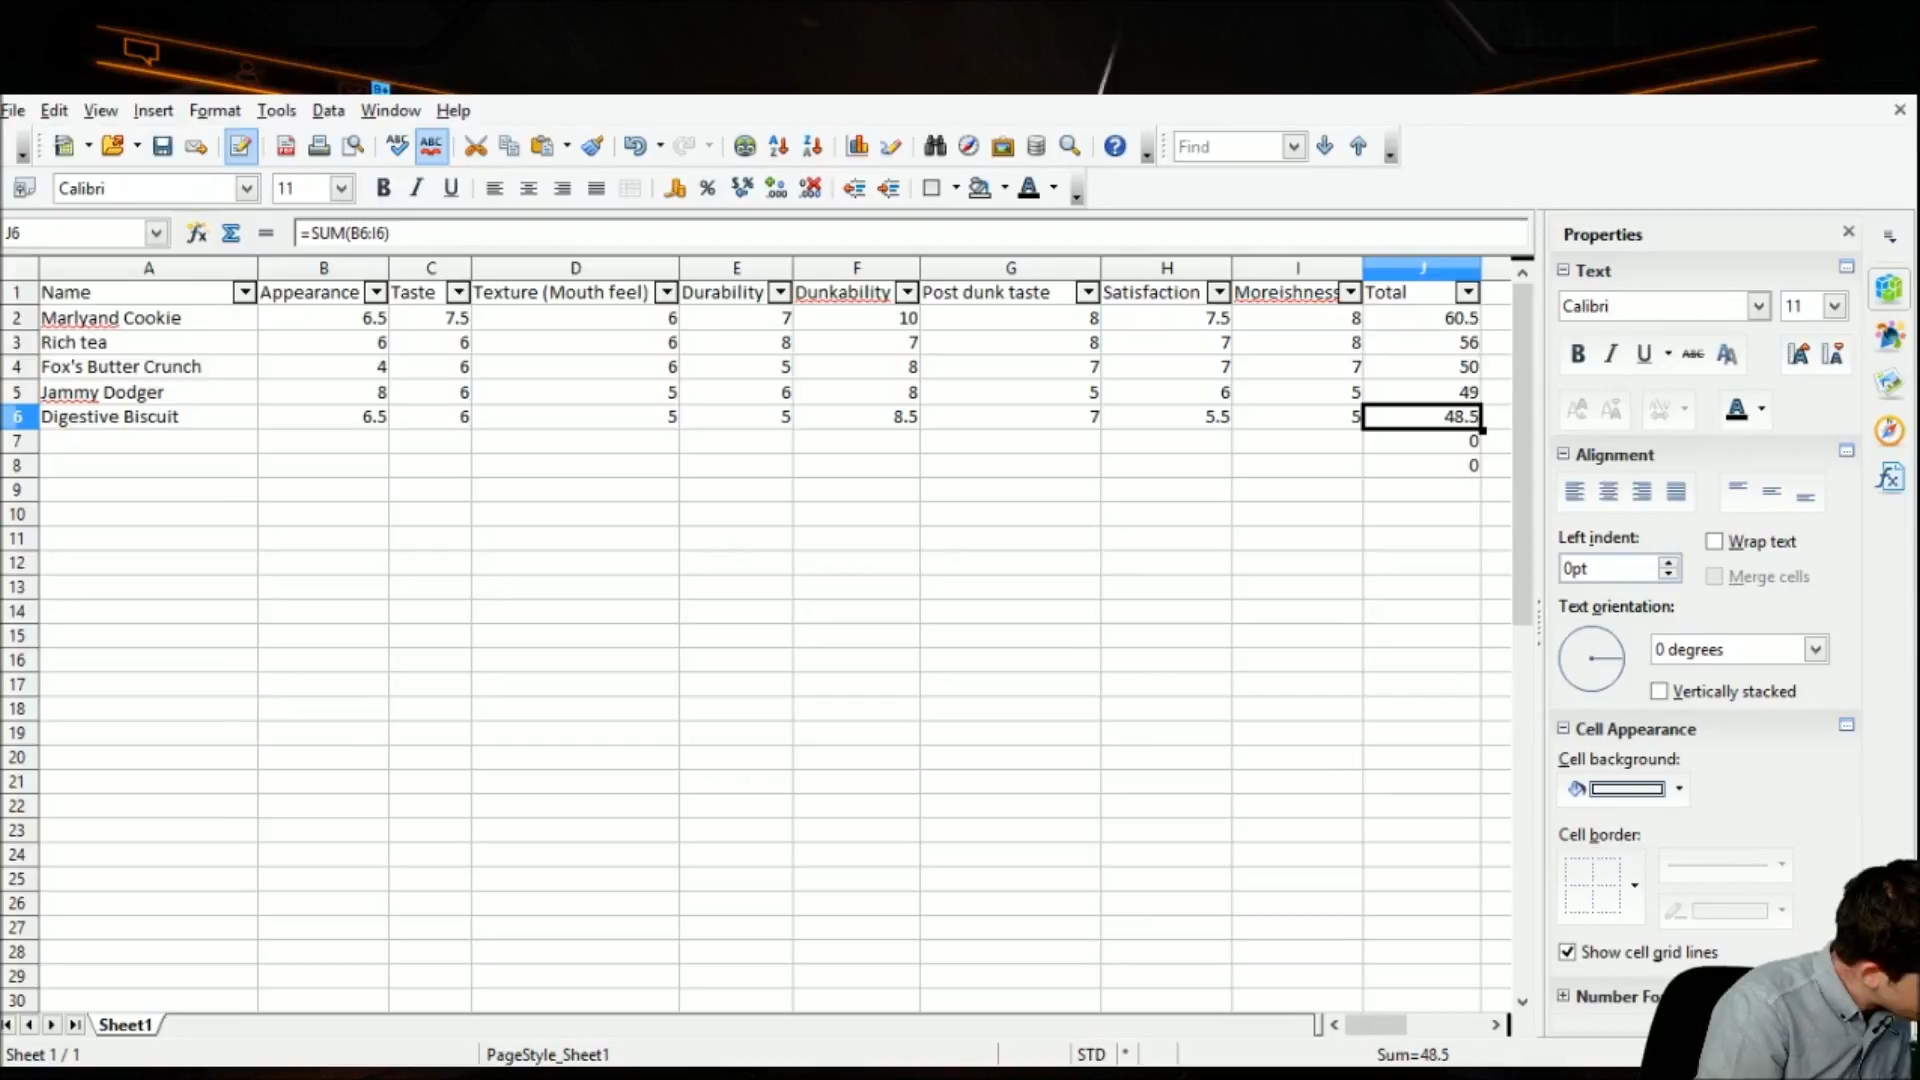 B+
File Edit View Insert Format Tools Data Window Help
Find
Calibri 11
J6 =SUM(B6:I6)
A B C D E F G H I J
1 Name Appearance Taste Texture (Mouth feel) Durability Dunkability Post dunk taste Satisfaction Moreishness Total
2 Marlyand Cookie 6.5 7.5 6 7 10 8 7.5 8 60.5
3 Rich tea 6 6 6 8 7 8 7 8 56
4 Fox's Butter Crunch 4 6 6 5 8 7 7 7 50
5 Jammy Dodger 8 6 5 6 8 5 6 5 49
6 Digestive Biscuit 6.5 6 5 5 8.5 7 5.5 5 48.5
7 0
8 0
9
10
11
12
13
14
15
16
17
18
19
20
21
22
23
24
25
26
27
28
29
30
Sheet1
Sheet 1 / 1 PageStyle_Sheet1 STD * Sum=48.5
Properties
Text
Calibri 11
Alignment
Left indent: Wrap text
0pt Merge cells
Text orientation:
0 degrees
Vertically stacked
Cell Appearance
Cell background:
Cell border:
Show cell grid lines
Number Fo